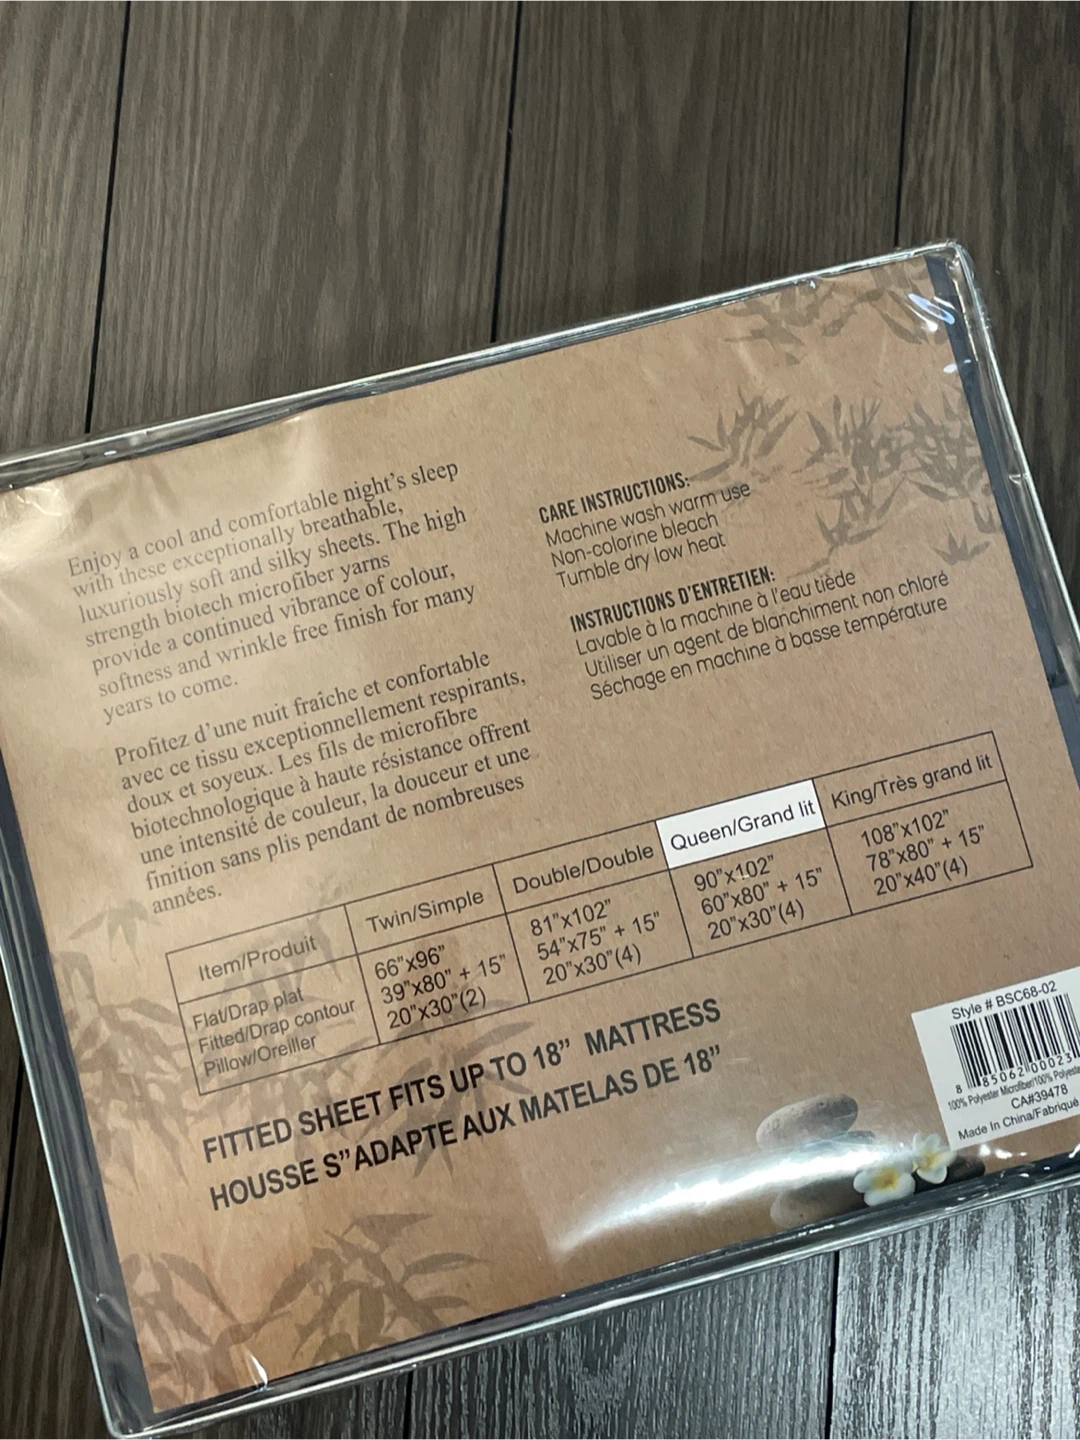 Enjoy a cool and comfortable night's sleep
with these exceptionally breathable,
luxuriously soft and silky sheets. The high
strength biotech microfiber yarns
provide a continued vibrance of colour,
softness and wrinkle free finish for many
years to come.
Profitez d'une nuit fraîche et confortable
avec ce tissu exceptionnellement respirants,
doux et soyeux. Les fils de microfibre
biotechnologique à haute résistance offrent
une intensité de couleur, la douceur et une
finition sans plis pendant de nombreuses
années.
CARE INSTRUCTIONS:
Machine wash warm use
Non-colorine bleach
Tumble dry low heat
INSTRUCTIONS D'ENTRETIEN:
Lavable à la machine à l'eau tiède
Utiliser un agent de blanchiment non chloré
Séchage en machine à basse température
Item/Produit Twin/Simple Double/Double Queen/Grand lit King/Très grand lit
Flat/Drap plat 66"x96" 81"x102" 90"x102" 108"x102"
Fitted/Drap contour 39"x80" + 15" 54"x75" + 15" 60"x80" + 15" 78"x80" + 15"
Pillow/Oreiller 20"x30"(2) 20"x30"(4) 20"x30"(4) 20"x40"(4)
FITTED SHEET FITS UP TO 18" MATTRESS
HOUSSE S"ADAPTE AUX MATELAS DE 18"
Style # BSC68-02
8 85062 00023
100% Polyester Microfiber/100% Polyeste
CA#39478
Made In China/Fabriqué